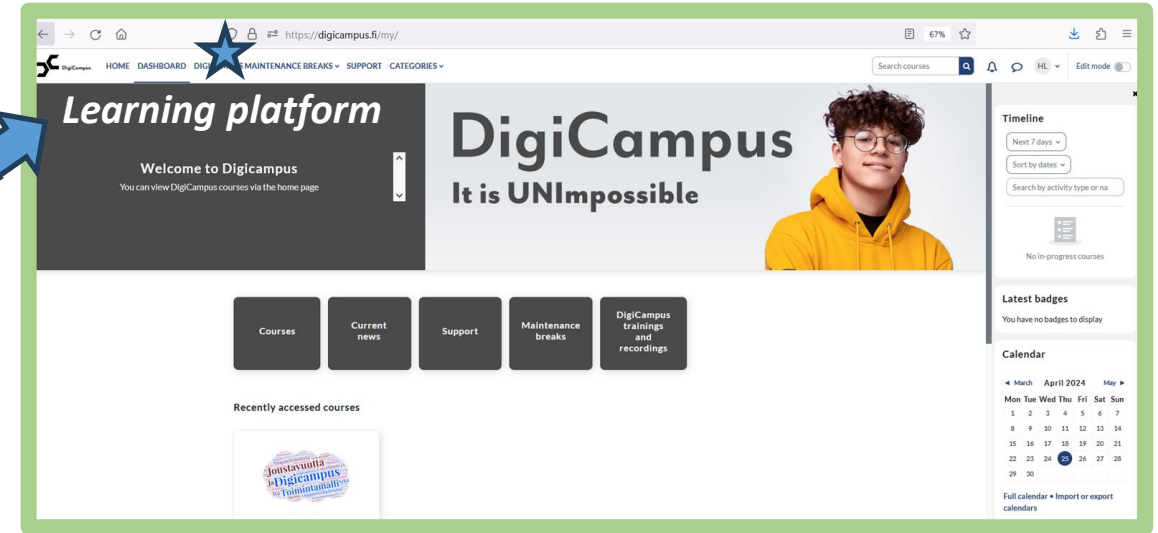 https://digicampus.fi/my/
67%
DigiCampus
HOME DASHBOARD MAINTENANCE BREAKS SUPPORT CATEGORIES
Search courses
HL
Edit mode
Learning platform
Welcome to Digicampus
You can view DigiCampus courses via the home page
DigiCampus
It is UNImpossible
Timeline
Next 7 days
Sort by dates
Search by activity type or na
No in-progress courses
Courses
Current
news
Support
Maintenance
breaks
DigiCampus
trainings
and
recordings
Latest badges
You have no badges to display
Recently accessed courses
Joustavuutta
Digicampus
Toimintamalli
Calendar
◄ March April 2024 May ►
Mon Tue Wed Thu Fri Sat Sun
1 2 3 4 5 6 7
8 9 10 11 12 13 14
15 16 17 18 19 20 21
22 23 24 25 26 27 28
29 30
Full calendar • Import or export
calendars